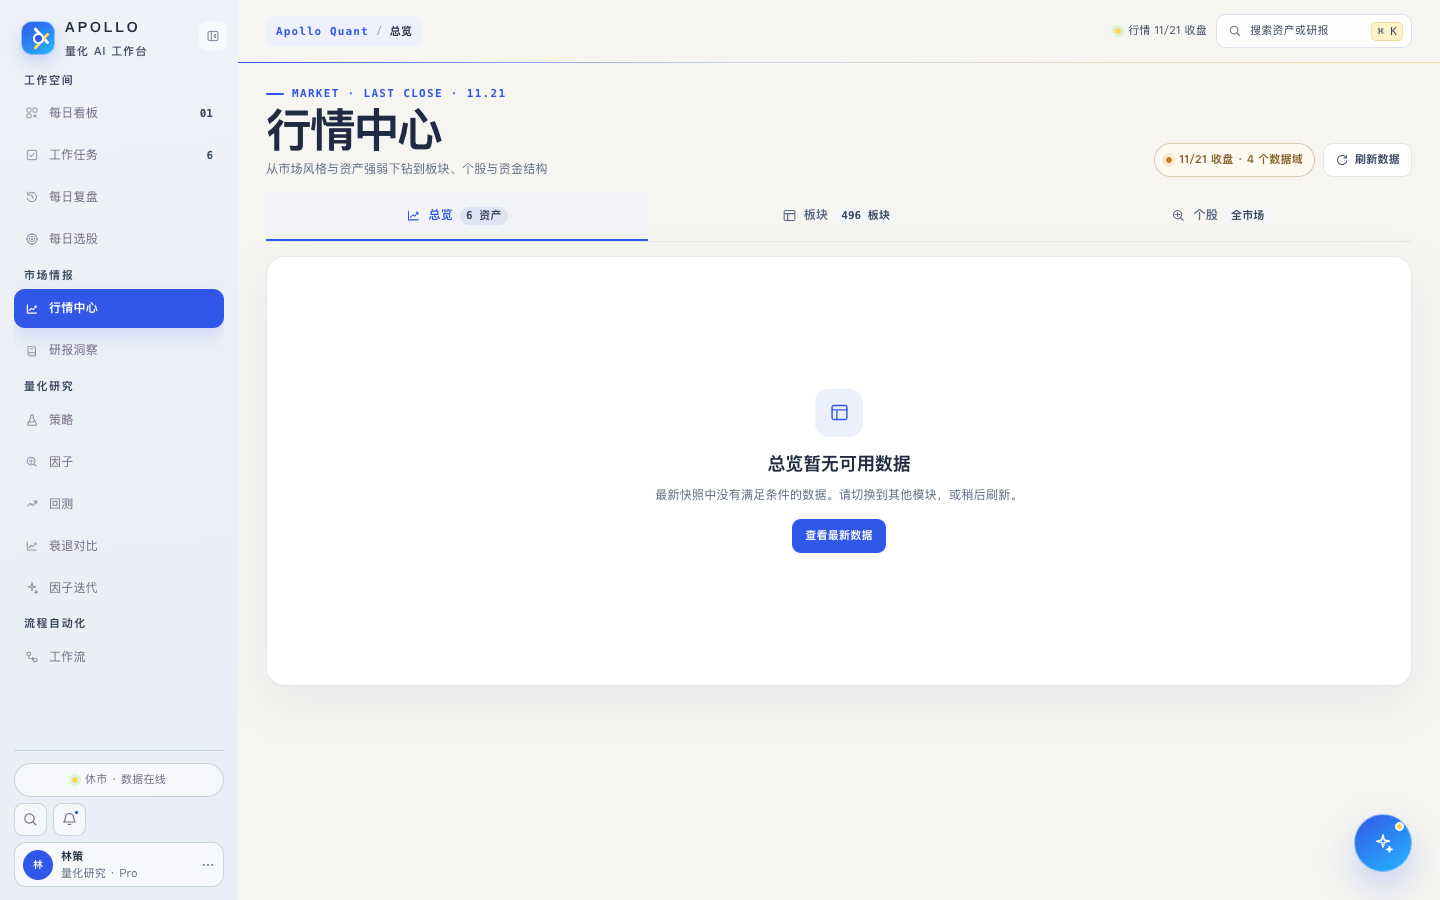 APOLLO
量化 AI 工作台
工作空间
每日看板 01
工作任务 6
每日复盘
每日选股
市场情报
行情中心
研报洞察
量化研究
策略
因子
回测
衰退对比
因子迭代
流程自动化
工作流
休市 · 数据在线
林
林策
量化研究 · Pro
Apollo Quant / 总览
行情 11/21 收盘
搜索资产或研报
⌘ K
MARKET · LAST CLOSE · 11.21
行情中心
从市场风格与资产强弱下钻到板块、个股与资金结构
11/21 收盘 · 4 个数据域
刷新数据
总览 6 资产
板块 496 板块
个股 全市场
总览暂无可用数据
最新快照中没有满足条件的数据。请切换到其他模块，或稍后刷新。
查看最新数据